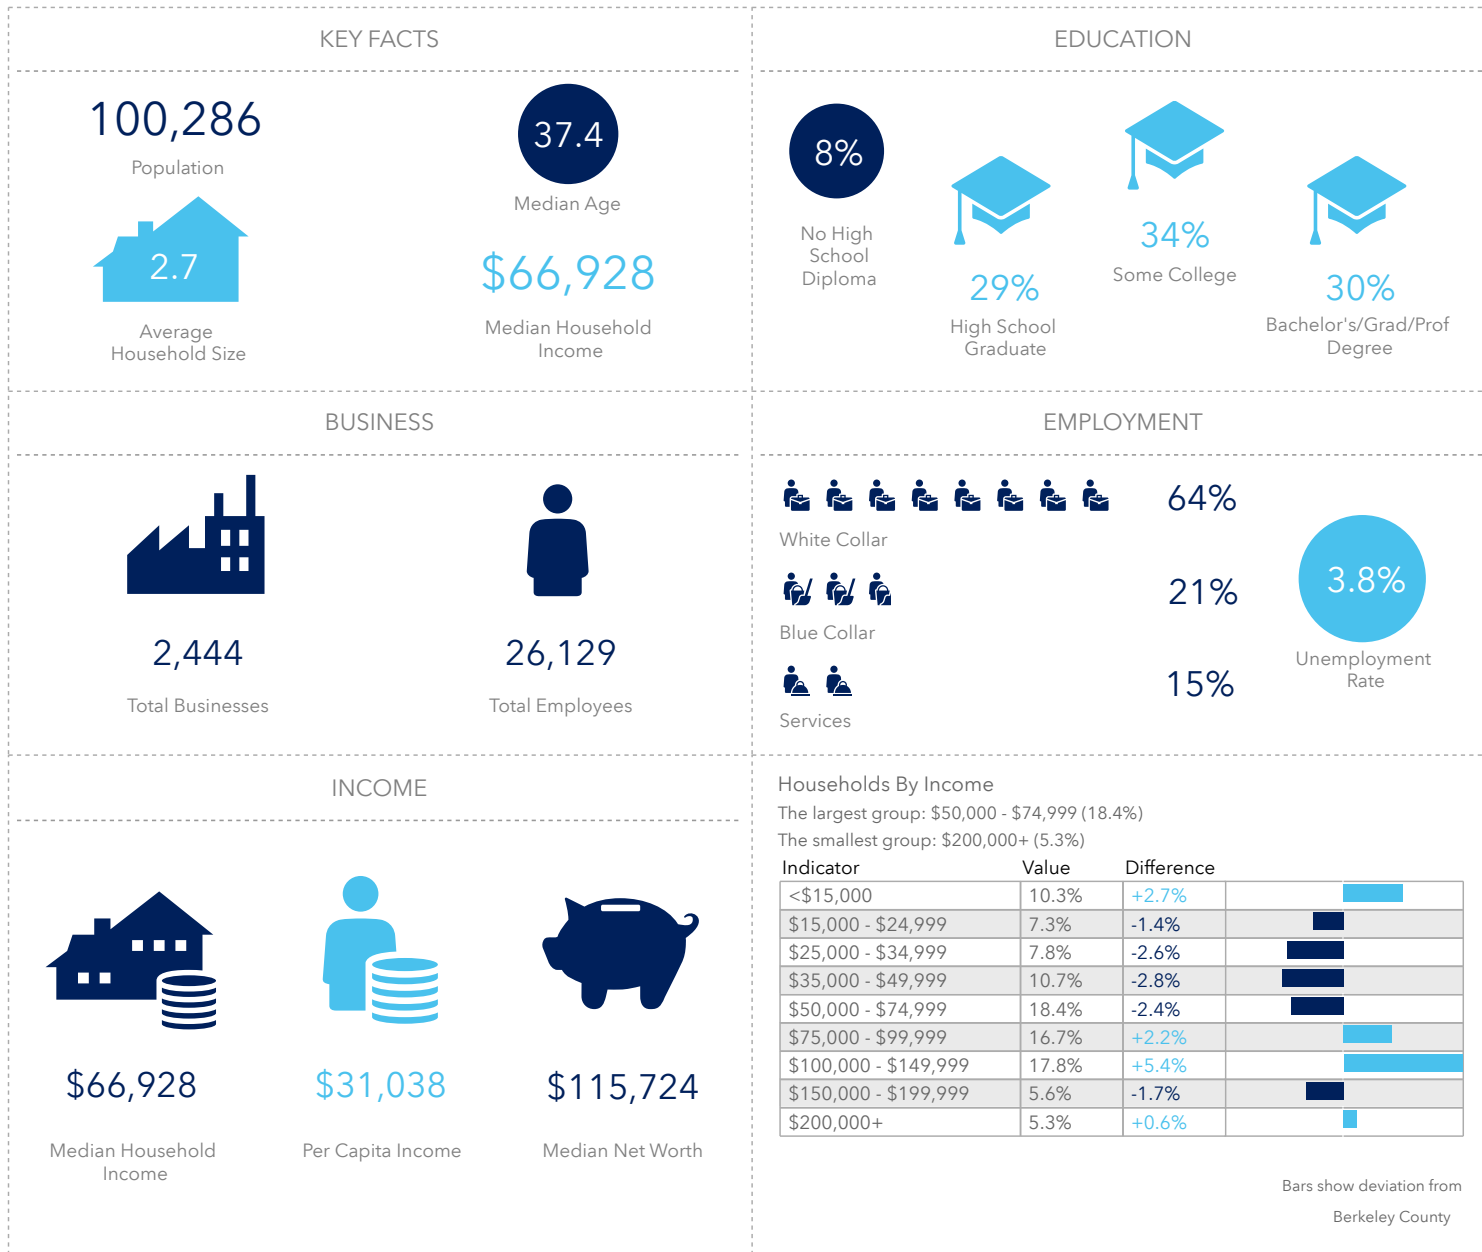 KEY FACTS
100,286
Population
37.4
Median Age
2.7
Average
Household Size
$66,928
Median Household
Income
EDUCATION
8%
No High
School
Diploma
29%
High School
Graduate
34%
Some College
30%
Bachelor's/Grad/Prof
Degree
BUSINESS
2,444
Total Businesses
26,129
Total Employees
EMPLOYMENT
64%
White Collar
21%
Blue Collar
15%
Services
3.8%
Unemployment
Rate
INCOME
$66,928
Median Household
Income
$31,038
Per Capita Income
$115,724
Median Net Worth
Households By Income
The largest group: $50,000 - $74,999 (18.4%)
The smallest group: $200,000+ (5.3%)
Indicator Value Difference
<$15,000 10.3% +2.7%
$15,000 - $24,999 7.3% -1.4%
$25,000 - $34,999 7.8% -2.6%
$35,000 - $49,999 10.7% -2.8%
$50,000 - $74,999 18.4% -2.4%
$75,000 - $99,999 16.7% +2.2%
$100,000 - $149,999 17.8% +5.4%
$150,000 - $199,999 5.6% -1.7%
$200,000+ 5.3% +0.6%
Bars show deviation from
Berkeley County